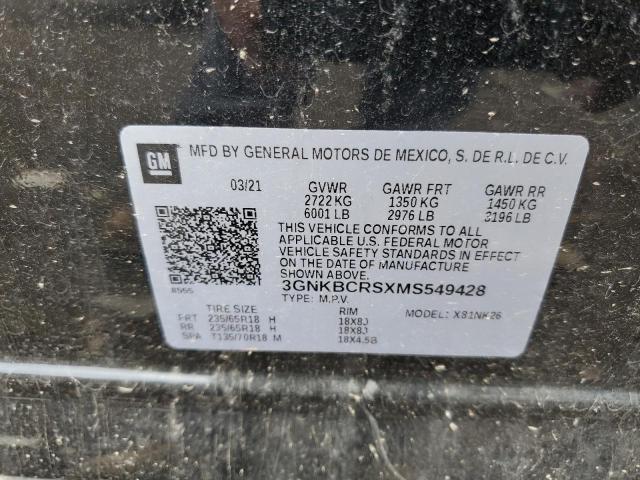 GM MFD BY GENERAL MOTORS DE MEXICO, S. DE R.L. DE C.V.
03/21 GVWR GAWR FRT GAWR RR
2722 KG 1350 KG 1450 KG
6001 LB 2976 LB 3196 LB
THIS VEHICLE CONFORMS TO ALL
APPLICABLE U.S. FEDERAL MOTOR
VEHICLE SAFETY STANDARDS IN EFFECT
ON THE DATE OF MANUFACTURE
SHOWN ABOVE.
3GNKBCRSXMS549428
TYPE: M.P.V.
TIRE SIZE RIM MODEL: X81NK26
FRT 235/65R18 H 18X8J
RR 235/65R18 H 18X8J
SPA T135/70R18 M 18X4.5B